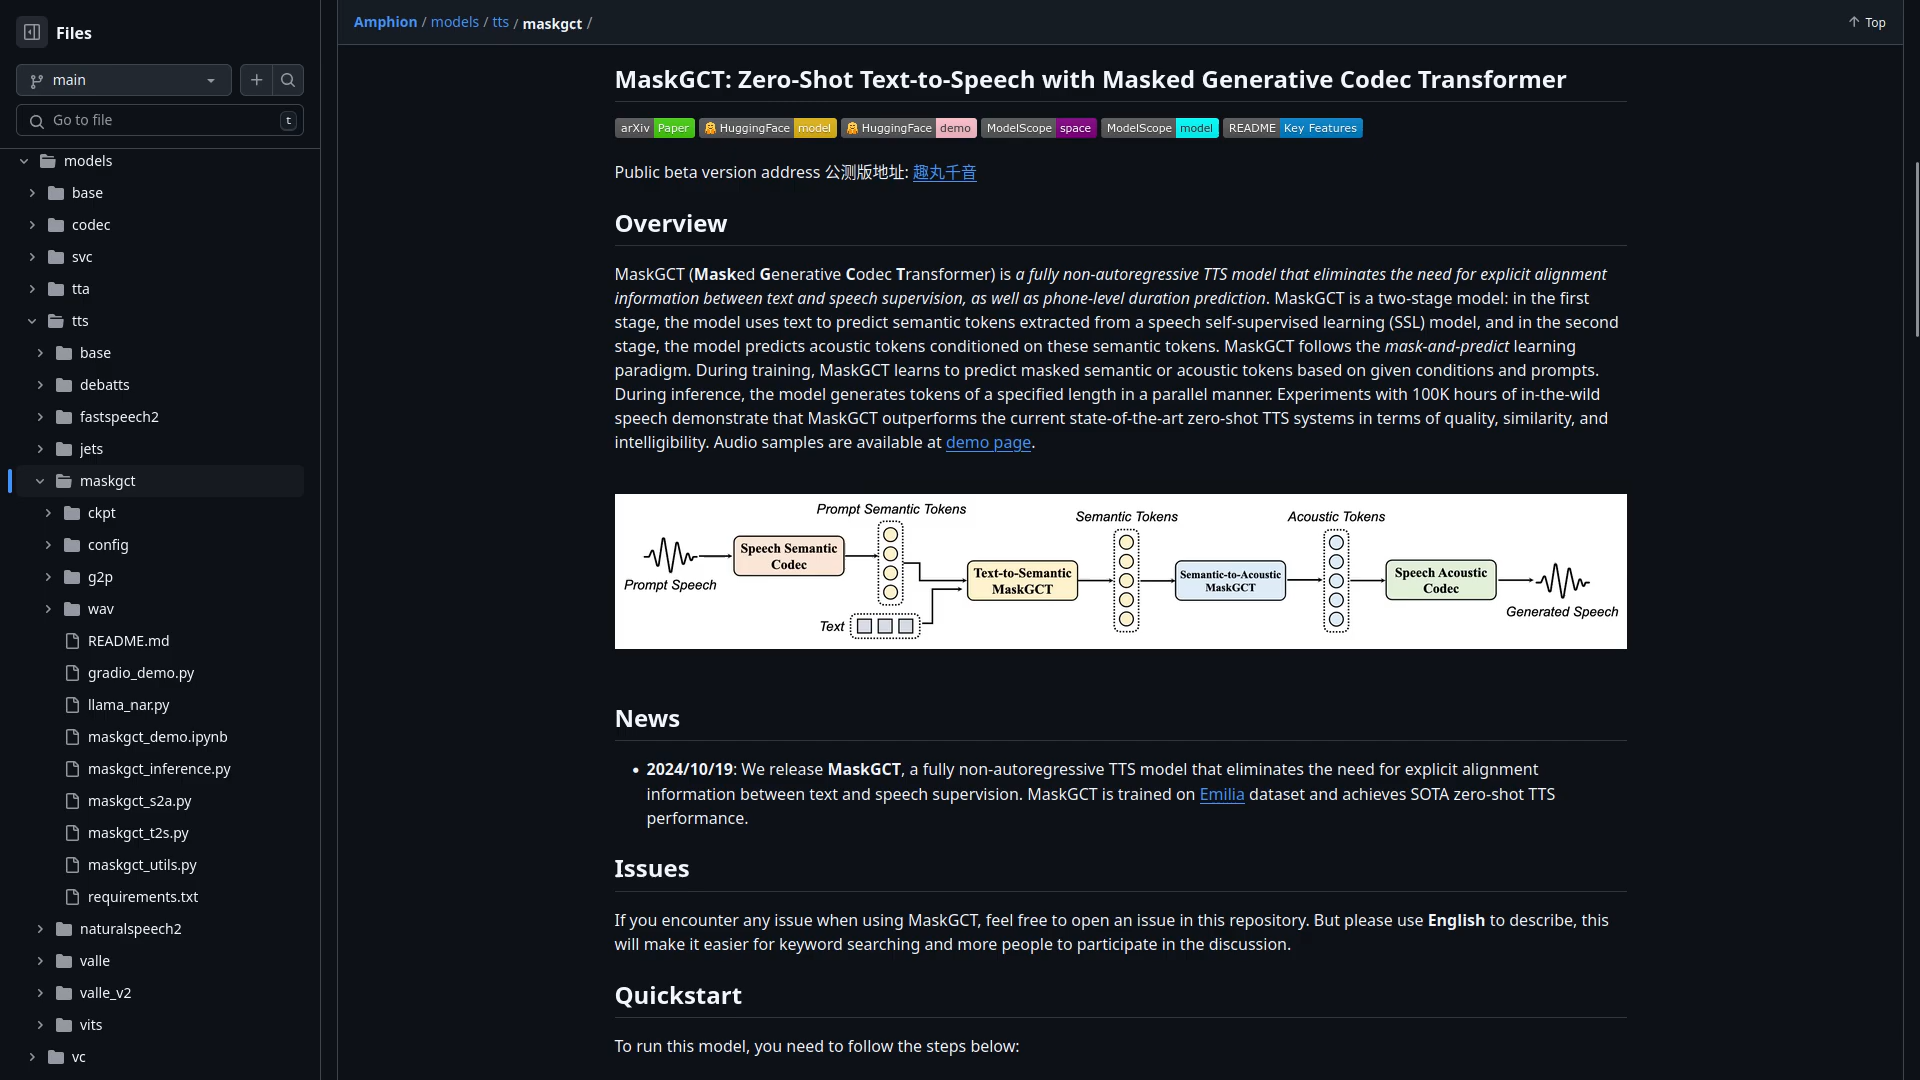 Files
main
Go to file
t
models
base
codec
svc
tta
tts
base
debatts
fastspeech2
jets
maskgct
ckpt
config
g2p
wav
README.md
gradio_demo.py
llama_nar.py
maskgct_demo.ipynb
maskgct_inference.py
maskgct_s2a.py
maskgct_t2s.py
maskgct_utils.py
requirements.txt
naturalspeech2
valle
valle_v2
vits
vc
Amphion / models / tts / maskgct /
Top
MaskGCT: Zero-Shot Text-to-Speech with Masked Generative Codec Transformer
arXiv Paper HuggingFace model HuggingFace demo ModelScope space ModelScope model README Key Features
Public beta version address 公测版地址: 趣丸千音
Overview
MaskGCT (Masked Generative Codec Transformer) is a fully non-autoregressive TTS model that eliminates the need for explicit alignment
information between text and speech supervision, as well as phone-level duration prediction. MaskGCT is a two-stage model: in the first
stage, the model uses text to predict semantic tokens extracted from a speech self-supervised learning (SSL) model, and in the second
stage, the model predicts acoustic tokens conditioned on these semantic tokens. MaskGCT follows the mask-and-predict learning
paradigm. During training, MaskGCT learns to predict masked semantic or acoustic tokens based on given conditions and prompts.
During inference, the model generates tokens of a specified length in a parallel manner. Experiments with 100K hours of in-the-wild
speech demonstrate that MaskGCT outperforms the current state-of-the-art zero-shot TTS systems in terms of quality, similarity, and
intelligibility. Audio samples are available at demo page.
Prompt Speech
Speech Semantic
Codec
Prompt Semantic Tokens
Text
Text-to-Semantic
MaskGCT
Semantic Tokens
Semantic-to-Acoustic
MaskGCT
Acoustic Tokens
Speech Acoustic
Codec
Generated Speech
News
• 2024/10/19: We release MaskGCT, a fully non-autoregressive TTS model that eliminates the need for explicit alignment
information between text and speech supervision. MaskGCT is trained on Emilia dataset and achieves SOTA zero-shot TTS
performance.
Issues
If you encounter any issue when using MaskGCT, feel free to open an issue in this repository. But please use English to describe, this
will make it easier for keyword searching and more people to participate in the discussion.
Quickstart
To run this model, you need to follow the steps below: